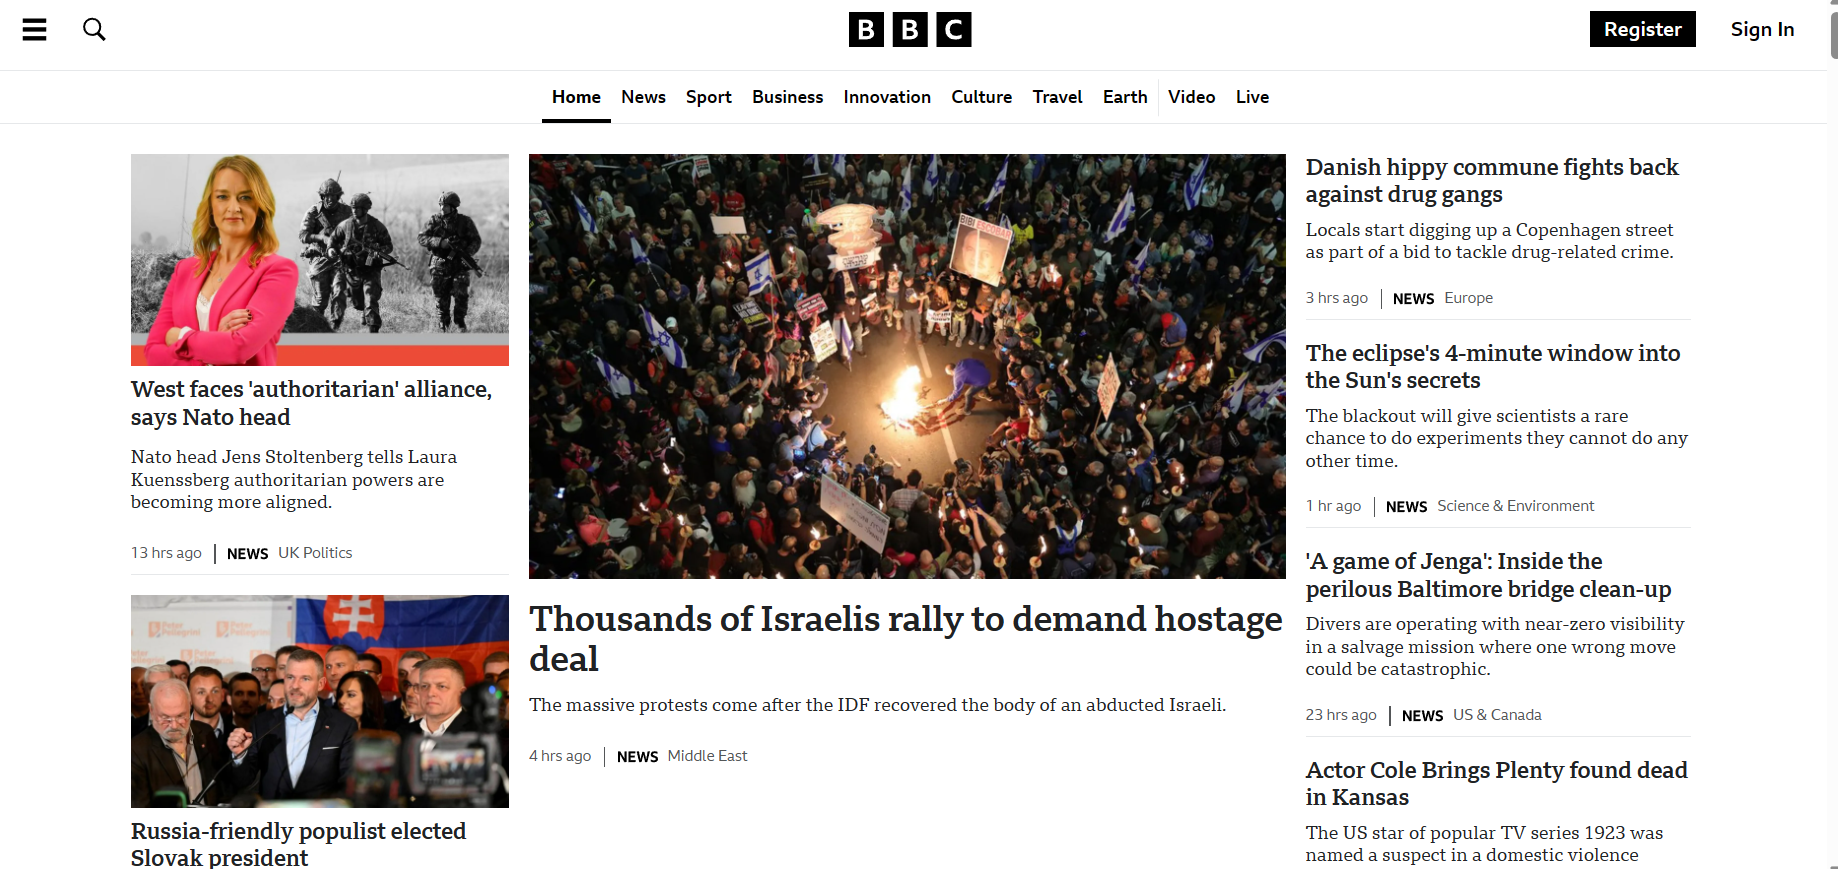 BBC
Register
Sign In
Home
News
Sport
Business
Innovation
Culture
Travel
Earth
Video
Live
West faces 'authoritarian' alliance,
says Nato head
Nato head Jens Stoltenberg tells Laura
Kuenssberg authoritarian powers are
becoming more aligned.
13 hrs ago | NEWS UK Politics
Peter
Pellegrini
Russia-friendly populist elected
Slovak president
BIBI ESCOBAR
Thousands of Israelis rally to demand hostage
deal
The massive protests come after the IDF recovered the body of an abducted Israeli.
4 hrs ago | NEWS Middle East
Danish hippy commune fights back
against drug gangs
Locals start digging up a Copenhagen street
as part of a bid to tackle drug-related crime.
3 hrs ago | NEWS Europe
The eclipse's 4-minute window into
the Sun's secrets
The blackout will give scientists a rare
chance to do experiments they cannot do any
other time.
1 hr ago | NEWS Science & Environment
'A game of Jenga': Inside the
perilous Baltimore bridge clean-up
Divers are operating with near-zero visibility
in a salvage mission where one wrong move
could be catastrophic.
23 hrs ago | NEWS US & Canada
Actor Cole Brings Plenty found dead
in Kansas
The US star of popular TV series 1923 was
named a suspect in a domestic violence